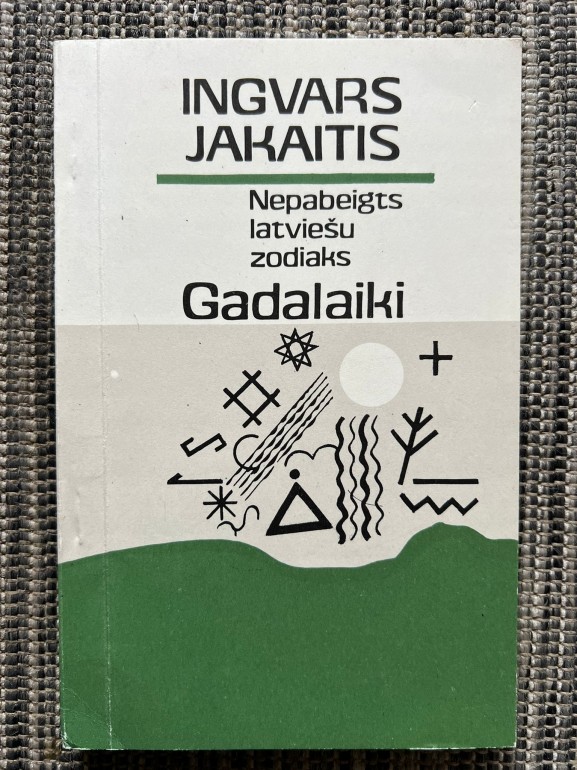 INGVARS
JAKAITIS
Nepabeigts
latviešu
zodiaks
Gadalaiki